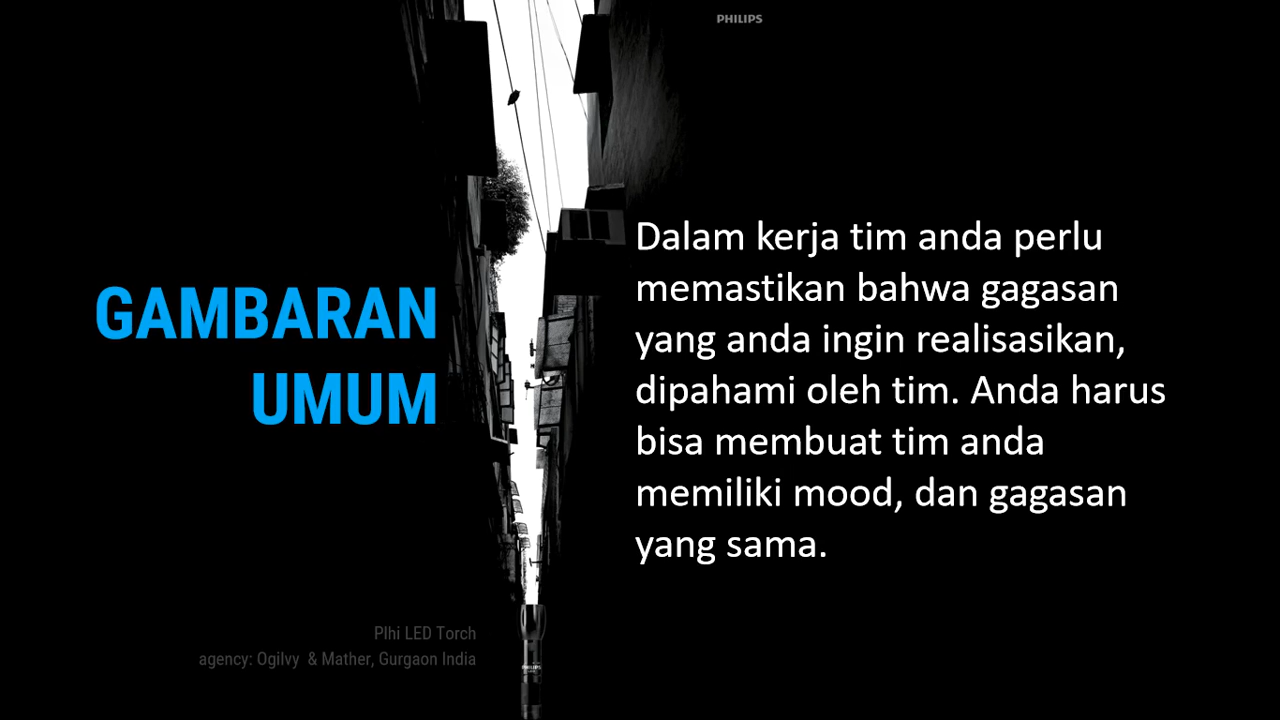 PHILIPS
GAMBARAN
UMUM
Dalam kerja tim anda perlu
memastikan bahwa gagasan
yang anda ingin realisasikan,
dipahami oleh tim. Anda harus
bisa membuat tim anda
memiliki mood, dan gagasan
yang sama.
Plhi LED Torch
agency: Ogilvy  & Mather, Gurgaon India
PHILIPS